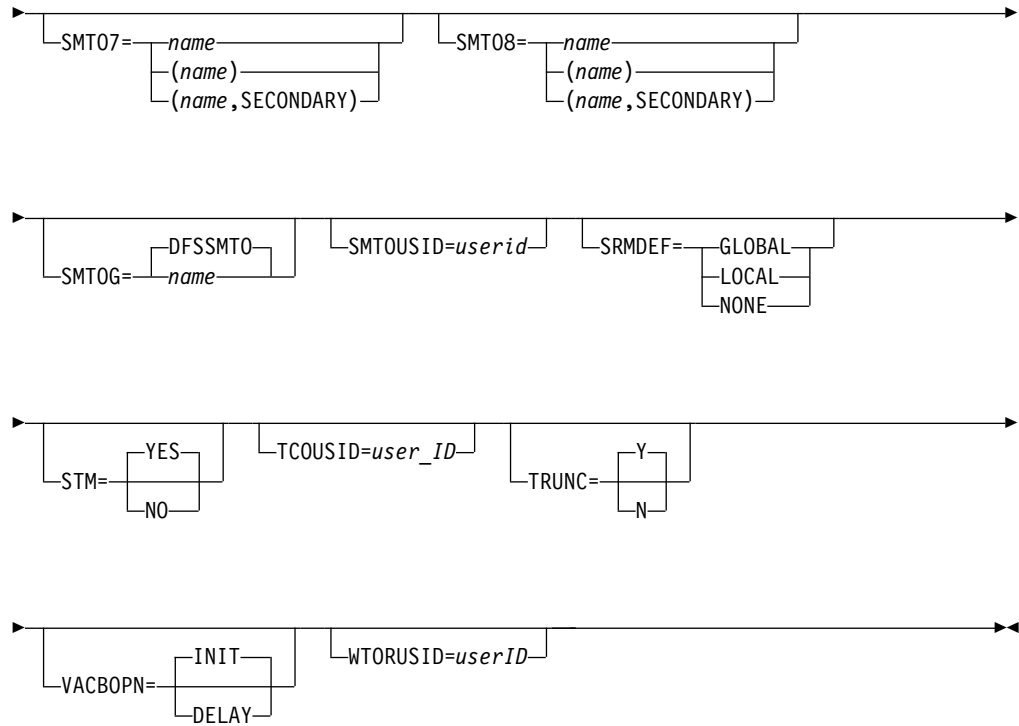 SMTO7= name SMTO8= name
(name) (name)
(name,SECONDARY) (name,SECONDARY)
DFSSMTO SMTOUSID=userid SRMDEF= GLOBAL
SMTOG= name LOCAL
NONE
YES TCOUSID=user_ID Y
STM= TRUNC=
NO N
INIT WTORUSID=userID
VACBOPN=
DELAY